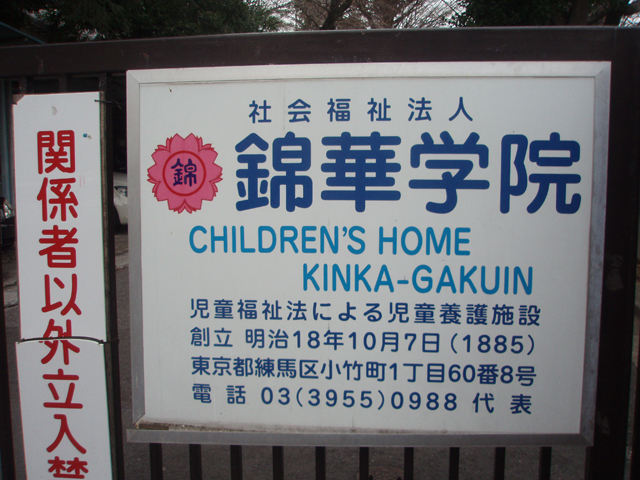 関係者以外立入禁
社会福祉法人
錦
錦華学院
CHILDREN'S HOME
KINKA-GAKUIN
児童福祉法による児童養護施設
創立 明治18年10月7日(1885)
東京都練馬区小竹町1丁目60番8号
電話 03(3955)0988 代表